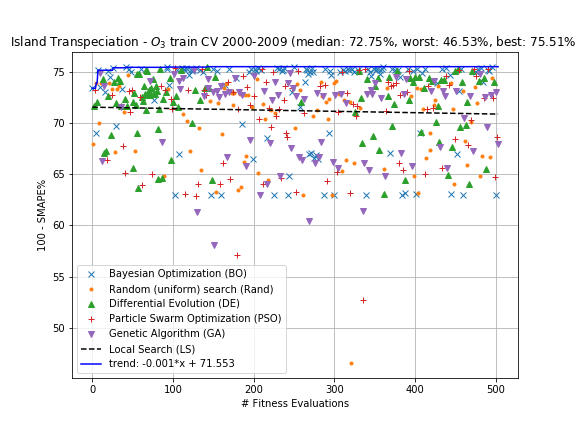 Island Transpeciation - O3 train CV 2000-2009 (median: 72.75%, worst: 46.53%, best: 75.51%
100 - SMAPE%
75
70
65
60
55
50
Bayesian Optimization (BO)
Random (uniform) search (Rand)
Differential Evolution (DE)
Particle Swarm Optimization (PSO)
Genetic Algorithm (GA)
Local Search (LS)
trend: -0.001*x + 71.553
0 100 200 300 400 500
# Fitness Evaluations